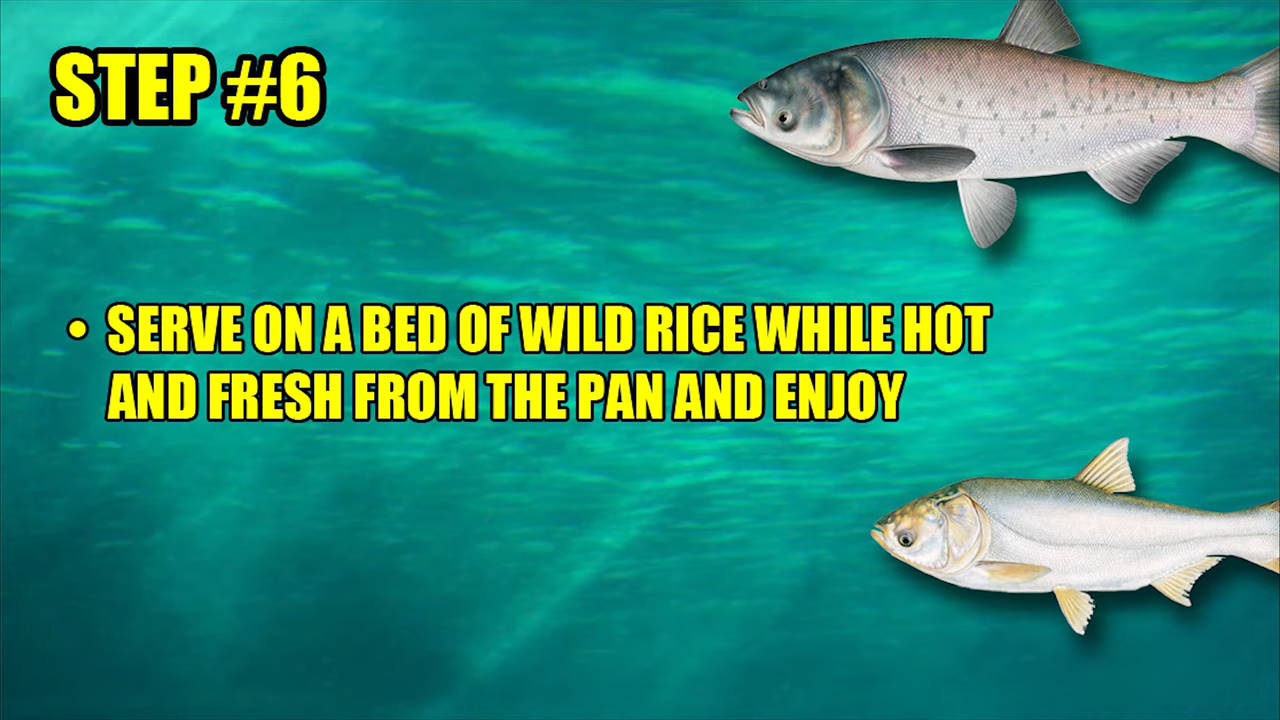 STEP #6
• SERVE ON A BED OF WILD RICE WHILE HOT
AND FRESH FROM THE PAN AND ENJOY